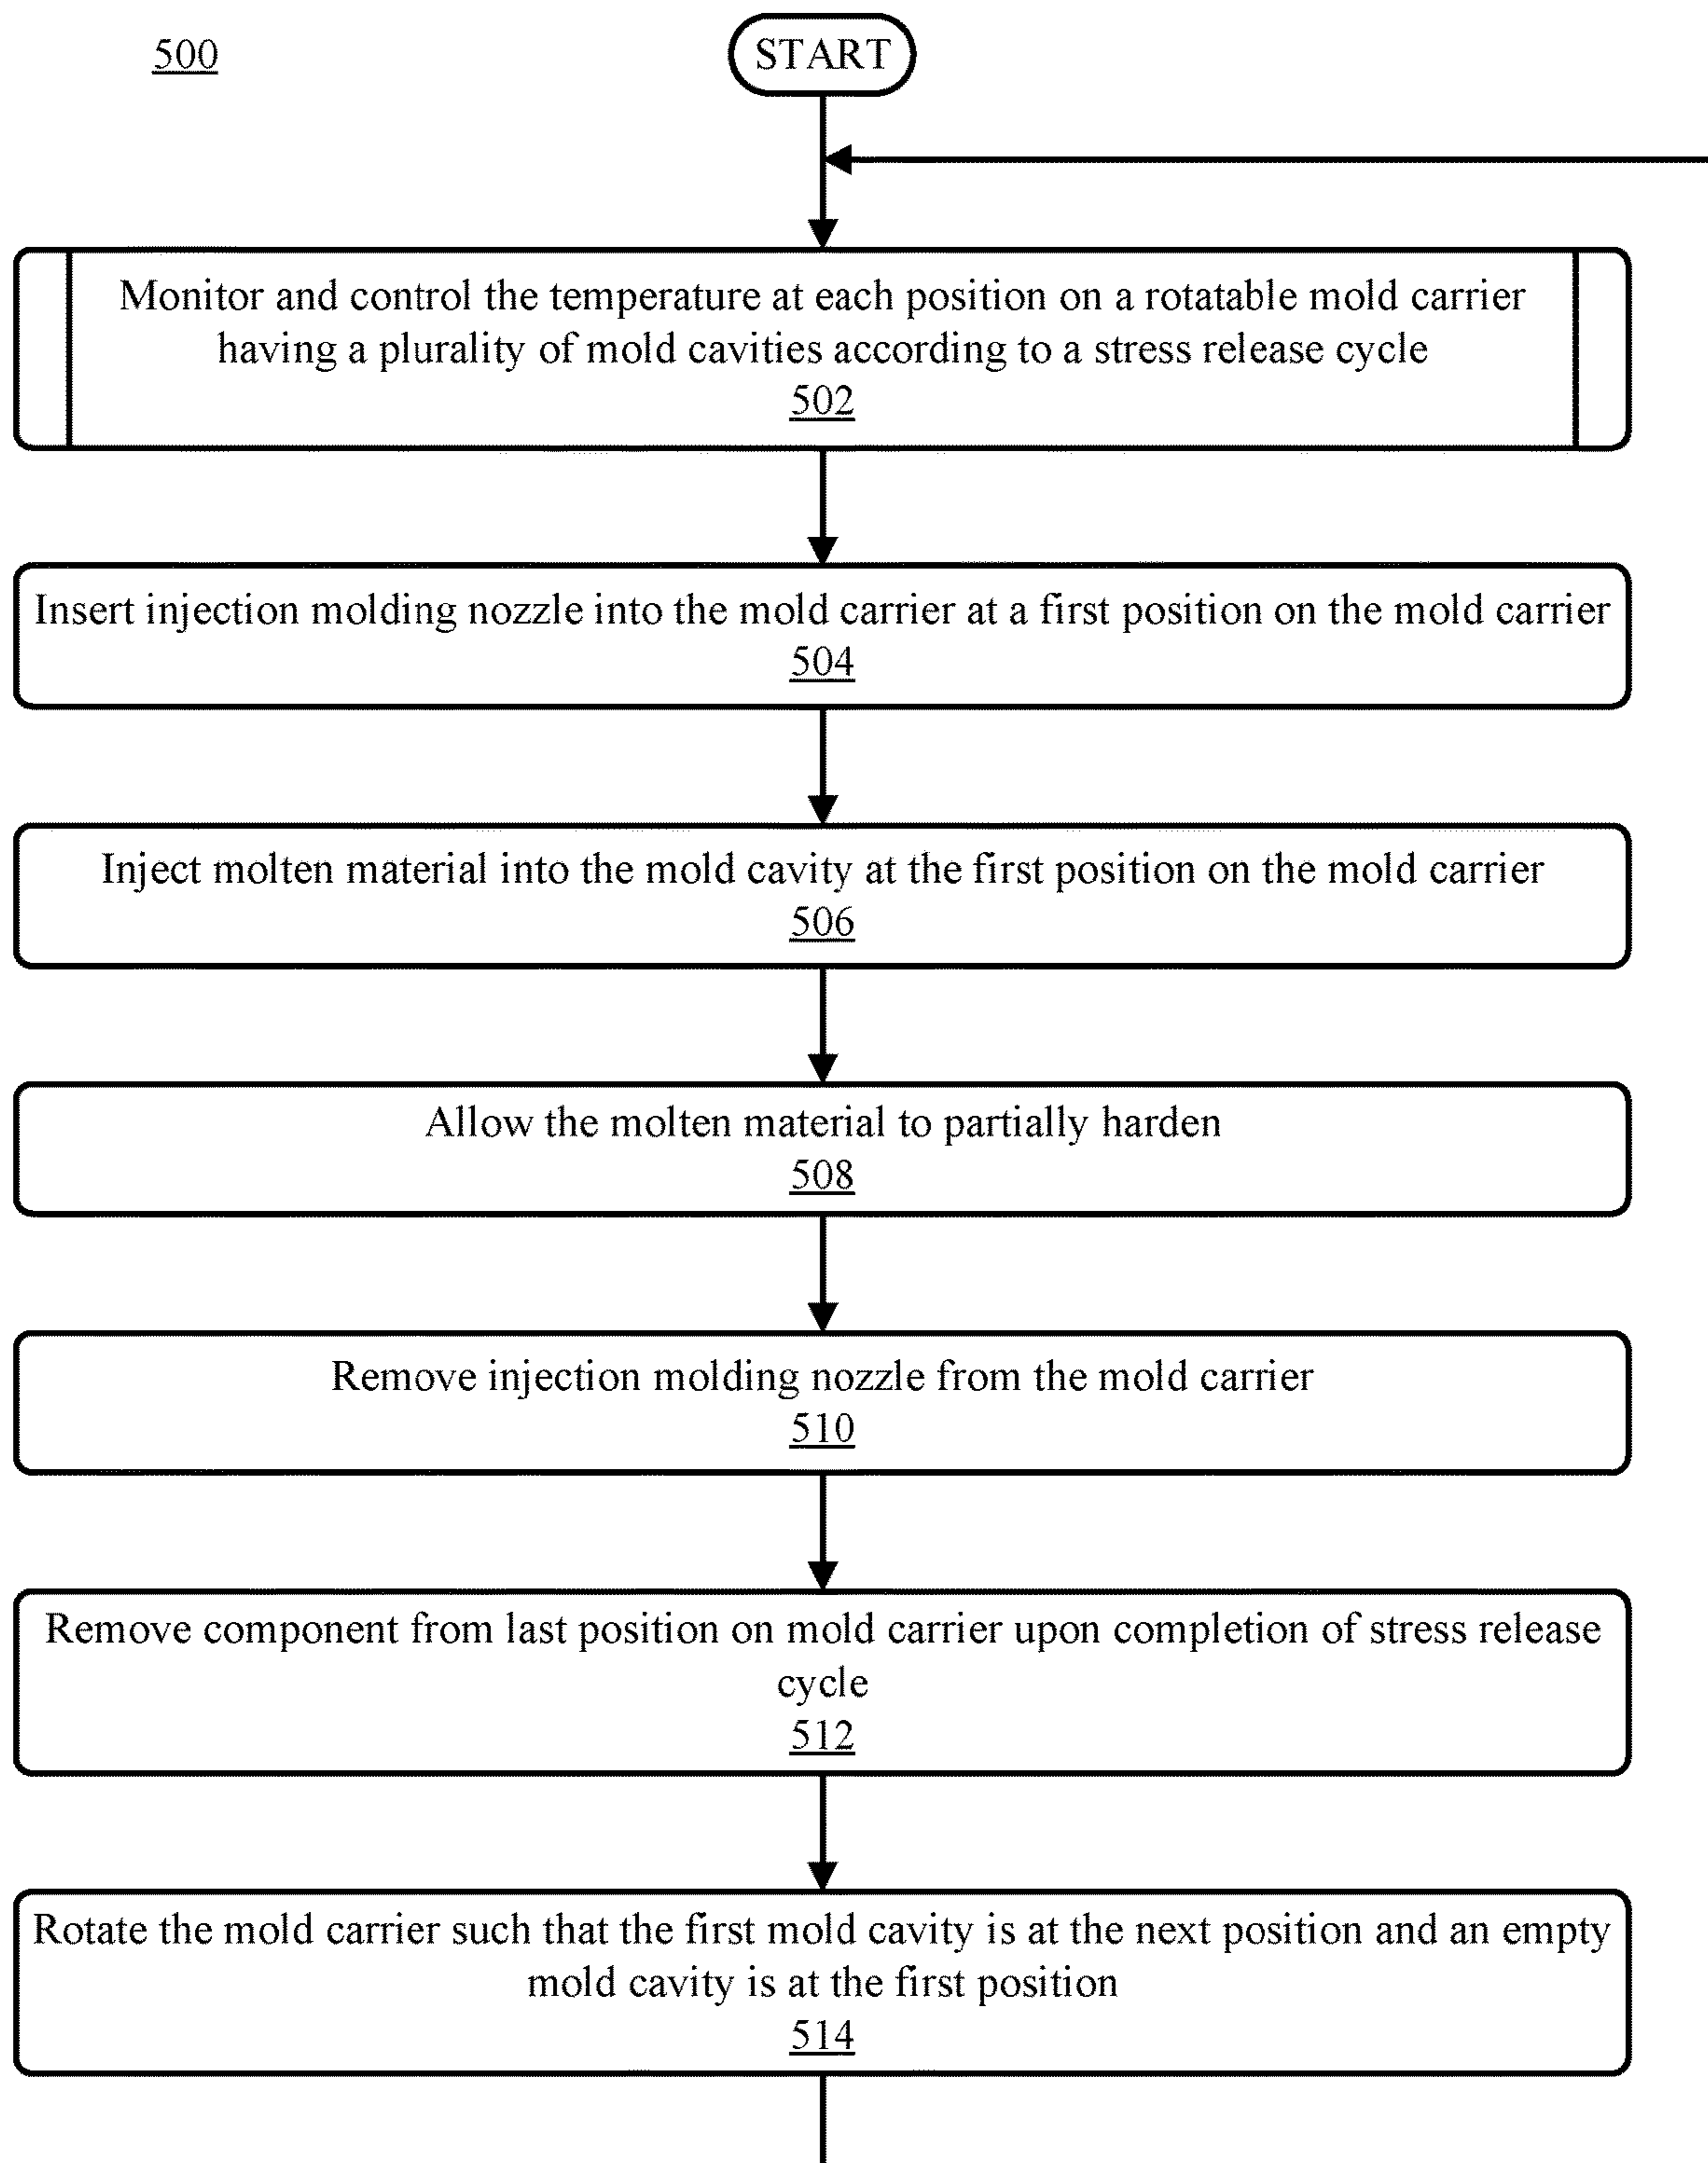 500
START
Monitor and control the temperature at each position on a rotatable mold carrier
having a plurality of mold cavities according to a stress release cycle
502
Insert injection molding nozzle into the mold carrier at a first position on the mold carrier
504
Inject molten material into the mold cavity at the first position on the mold carrier
506
Allow the molten material to partially harden
508
Remove injection molding nozzle from the mold carrier
510
Remove component from last position on mold carrier upon completion of stress release
cycle
512
Rotate the mold carrier such that the first mold cavity is at the next position and an empty
mold cavity is at the first position
514